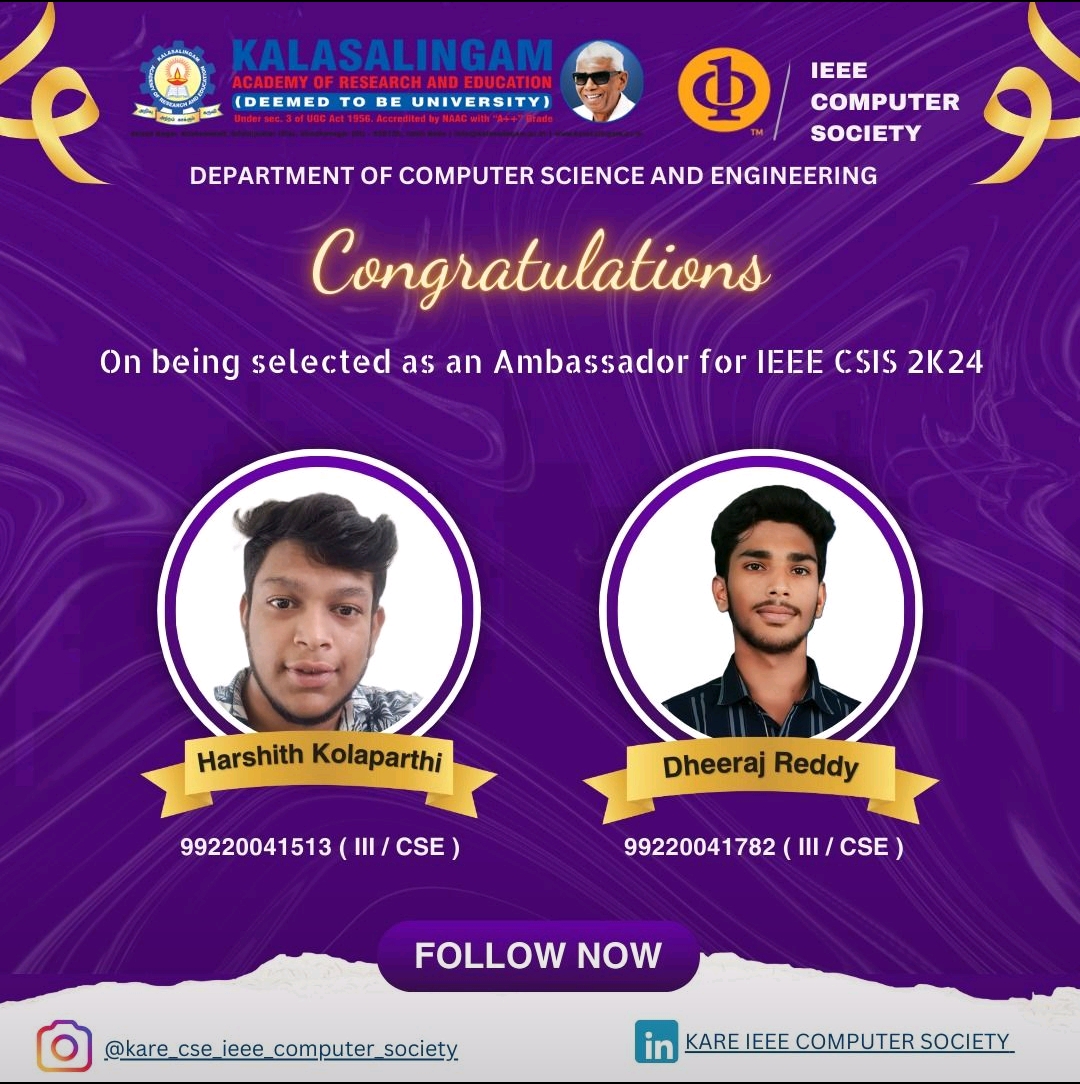 KALASALINGAM
ACADEMY OF RESEARCH AND EDUCATION
(DEEMED TO BE UNIVERSITY)
Under sec. 3 of UGC Act 1956. Accredited by NAAC with "A++" Grade
IEEE
COMPUTER
SOCIETY
TM
DEPARTMENT OF COMPUTER SCIENCE AND ENGINEERING
Congratulations
On being selected as an Ambassador for IEEE CSIS 2K24
Harshith Kolaparthi
Dheeraj Reddy
99220041513 ( III / CSE )
99220041782 ( III / CSE )
FOLLOW NOW
@kare_cse_ieee_computer_society
in
KARE IEEE COMPUTER SOCIETY